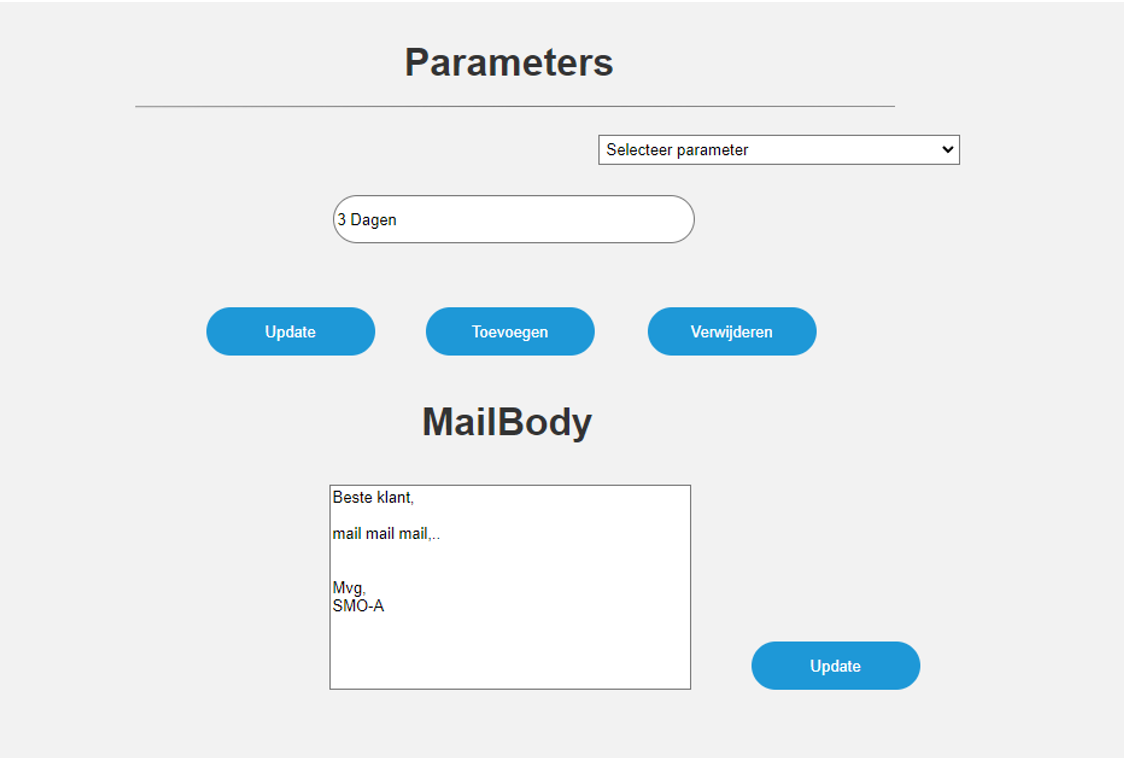 Parameters
Selecteer parameter
3 Dagen
Update
Toevoegen
Verwijderen
MailBody
Beste klant,
mail mail mail,..
Mvg,
SMO-A
Update